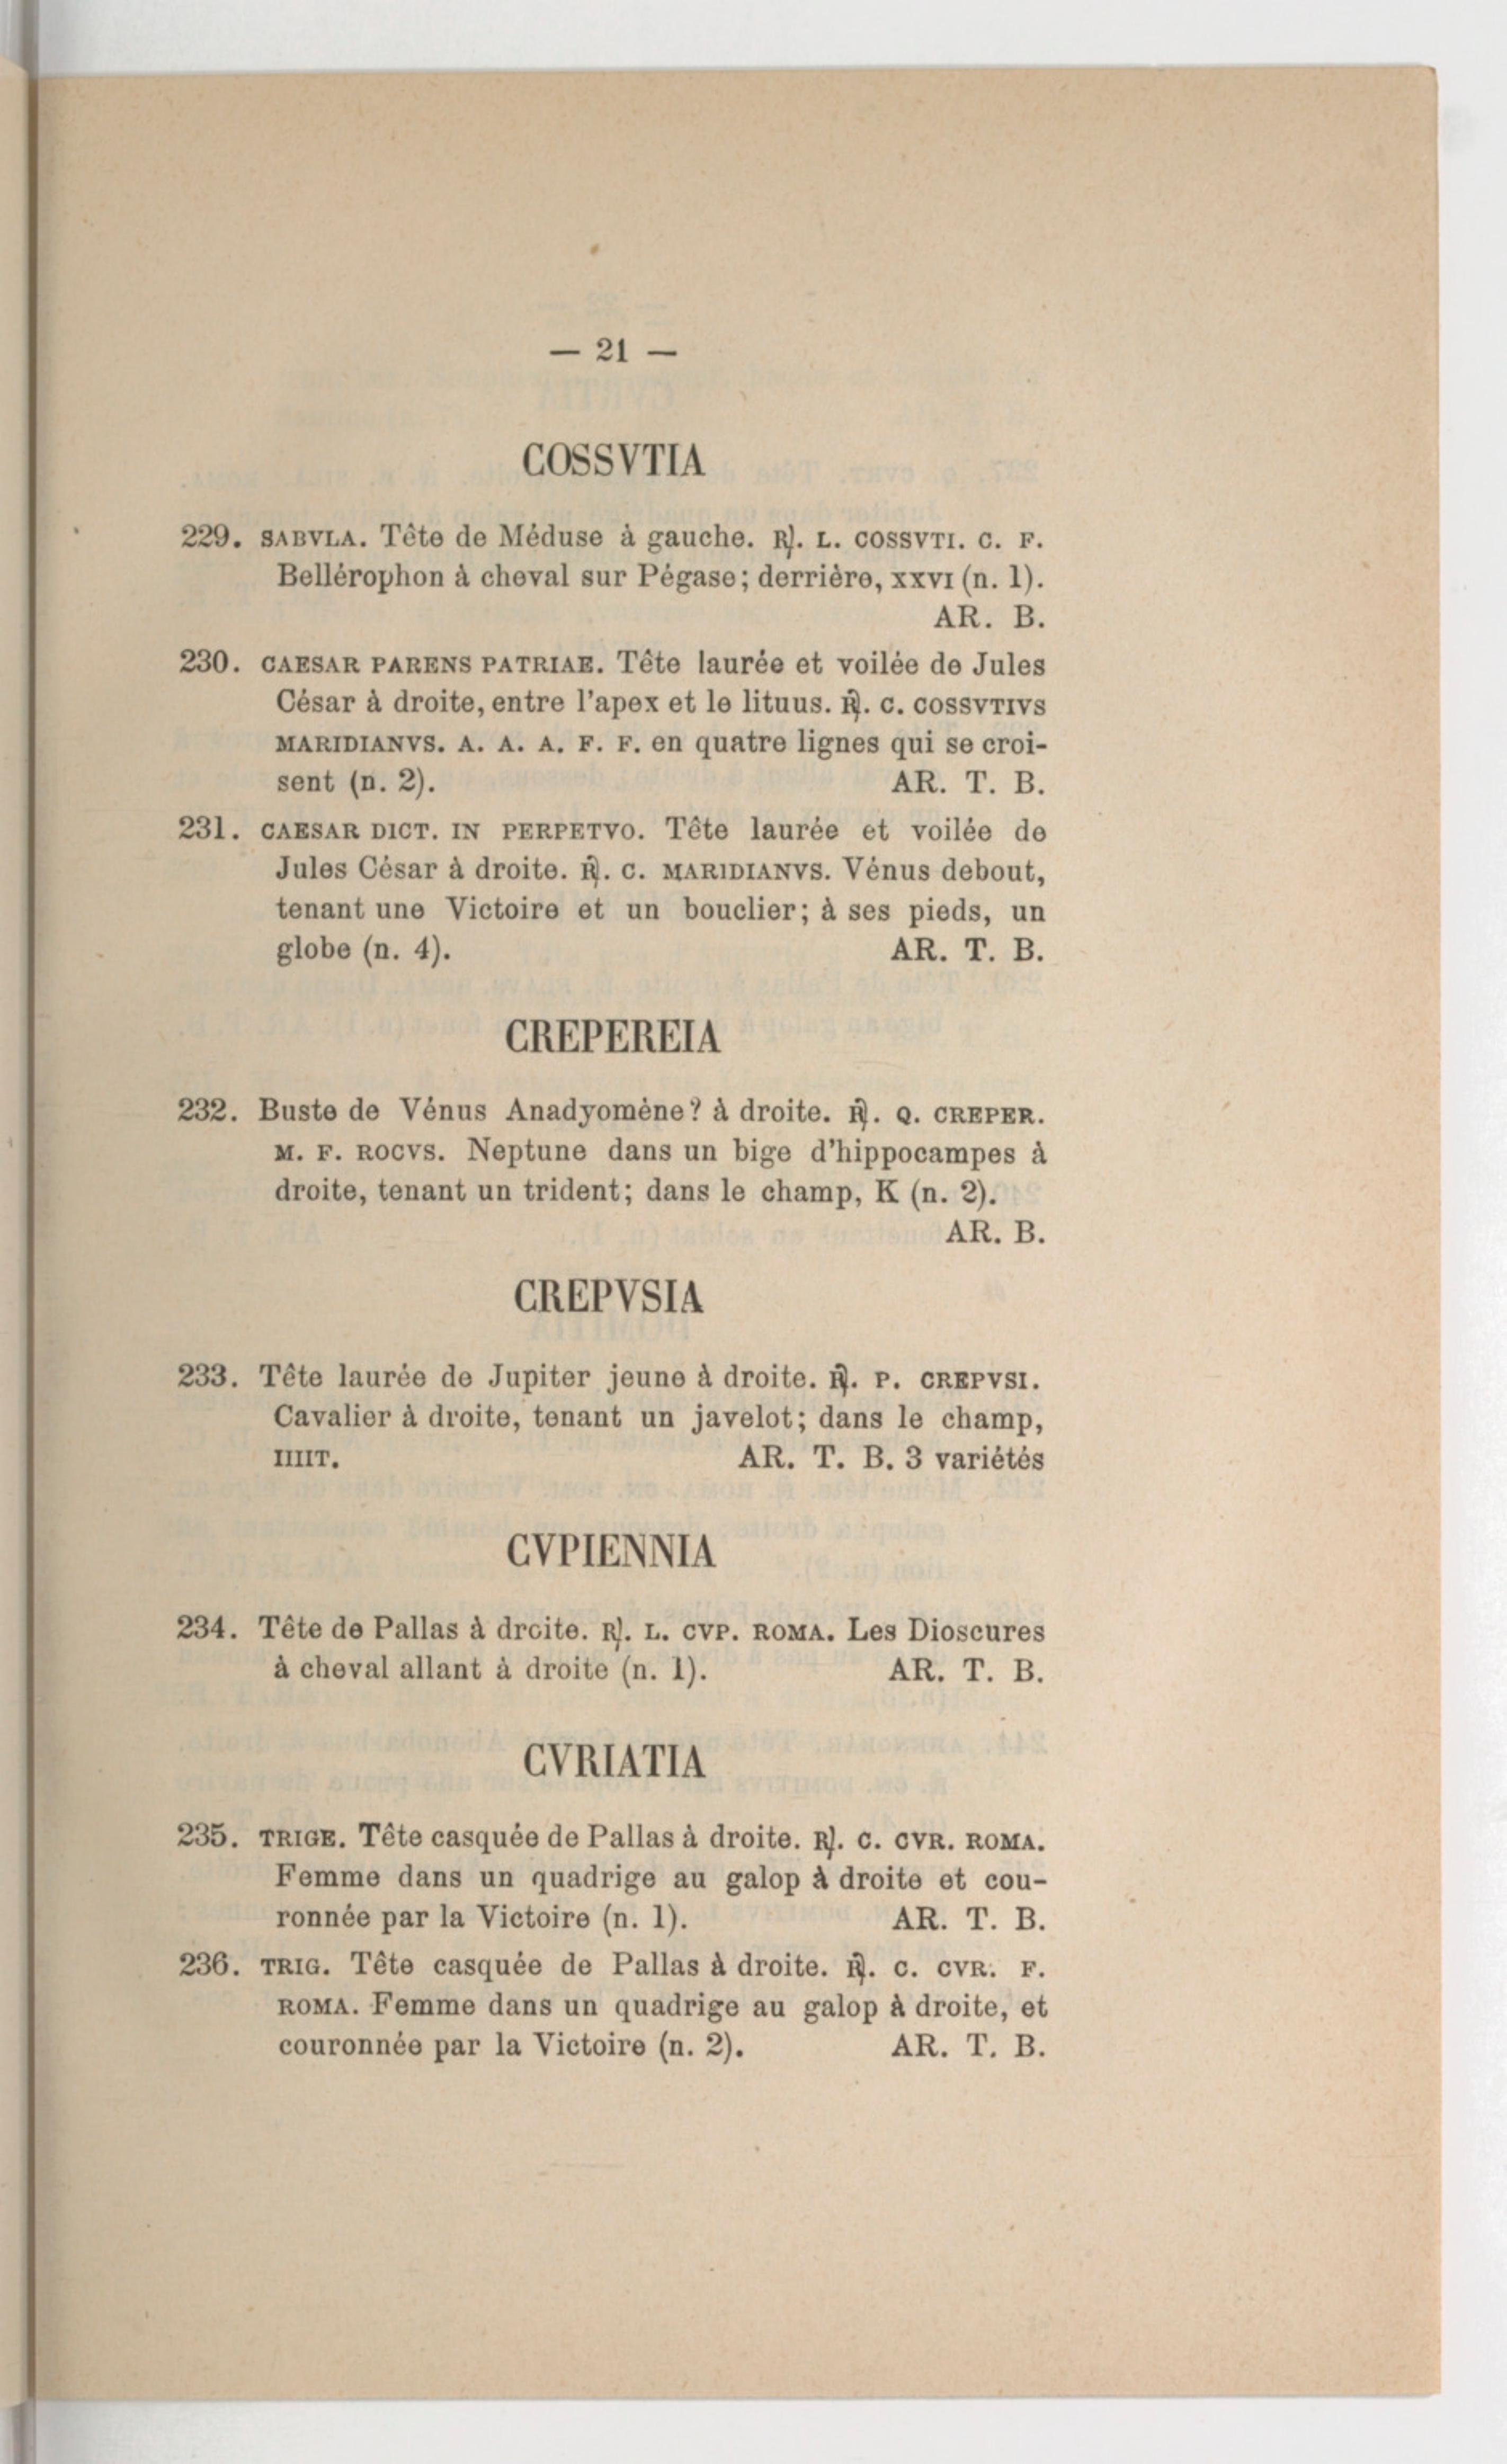 — 21 —
COSSVTIA
229. SABVLA. Tête de Méduse à gauche. ℟. L. COSSVTI. C. F.
Bellérophon à cheval sur Pégase; derrière, XXVI (n. 1).
AR. B.
230. CAESAR PARENS PATRIAE. Tête laurée et voilée de Jules
César à droite, entre l'apex et le lituus. ℟. C. COSSVTIVS
MARIDIANVS. A. A. A. F. F. en quatre lignes qui se croi-
sent (n. 2). AR. T. B.
231. CAESAR DICT. IN PERPETVO. Tête laurée et voilée de
Jules César à droite. ℟. C. MARIDIANVS. Vénus debout,
tenant une Victoire et un bouclier; à ses pieds, un
globe (n. 4). AR. T. B.
CREPEREIA
232. Buste de Vénus Anadyomène? à droite. ℟. Q. CREPER.
M. F. ROCVS. Neptune dans un bige d'hippocampes à
droite, tenant un trident; dans le champ, K (n. 2).
AR. B.
CREPVSIA
233. Tête laurée de Jupiter jeune à droite. ℟. P. CREPVSI.
Cavalier à droite, tenant un javelot; dans le champ,
IIIIT. AR. T. B. 3 variétés
CVPIENNIA
234. Tête de Pallas à droite. ℟. L. CVP. ROMA. Les Dioscures
à cheval allant à droite (n. 1). AR. T. B.
CVRIATIA
235. TRIGE. Tête casquée de Pallas à droite. ℟. C. CVR. ROMA.
Femme dans un quadrige au galop à droite et cou-
ronnée par la Victoire (n. 1). AR. T. B.
236. TRIG. Tête casquée de Pallas à droite. ℟. C. CVR. F.
ROMA. Femme dans un quadrige au galop à droite, et
couronnée par la Victoire (n. 2). AR. T. B.